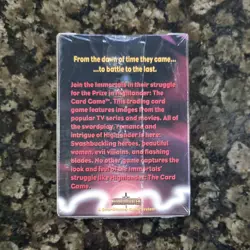 From the dawn of time they came,...
...to battle to the last.
Join the Immortals in their struggle
for the Prize in Highlander: The
Card Game™. This trading card
game features images from the
popular TV series and movies. All
of the swordplay, romance and
intrigue of Highlander is here:
Swashbuckling heroes, beautiful
women, evil villains, and flashing
blades. No other game captures the
look and feel of the Immortals'
struggle like Highlander: The Card
Game.